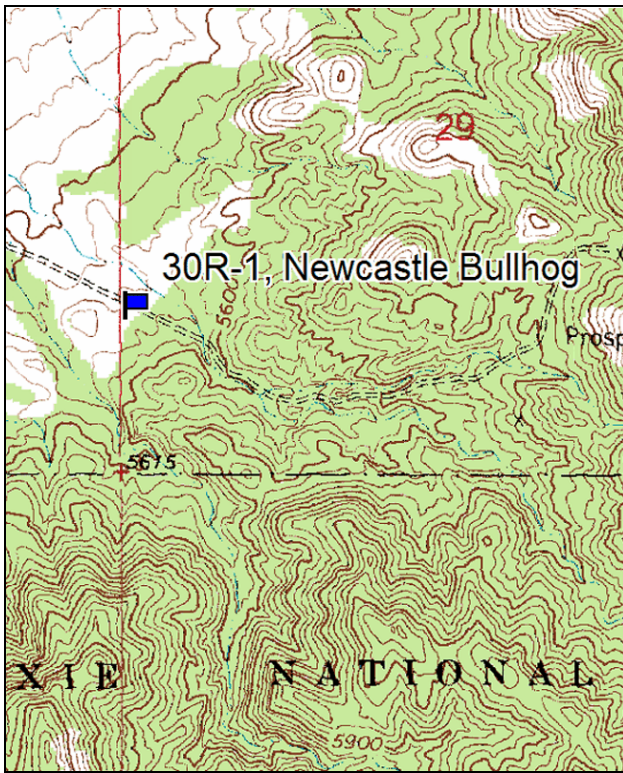 29
30R-1, Newcastle Bullhog
5600
X
Prosp
X
5675
XIE NATIONAL
5900